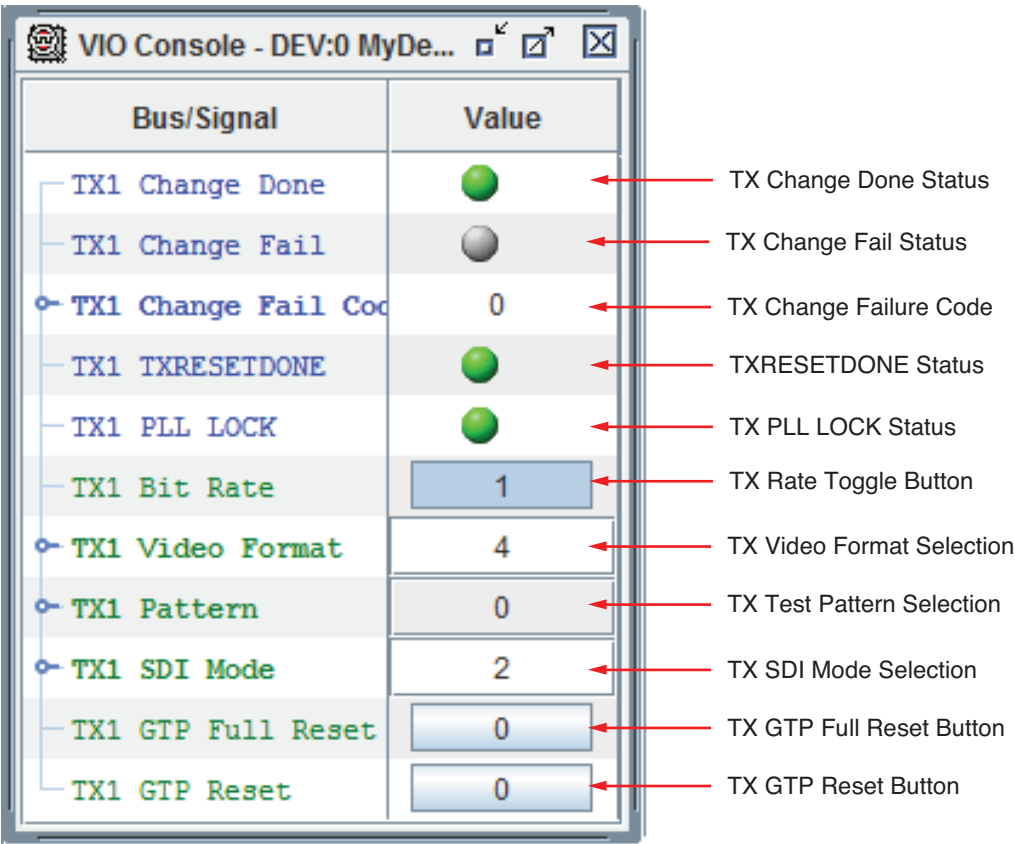 VIO Console - DEV:0 MyDe...
Bus/Signal Value
TX1 Change Done TX Change Done Status
TX1 Change Fail TX Change Fail Status
TX1 Change Fail Coc 0 TX Change Failure Code
TX1 TXRESETDONE TXRESETDONE Status
TX1 PLL LOCK TX PLL LOCK Status
TX1 Bit Rate 1 TX Rate Toggle Button
TX1 Video Format 4 TX Video Format Selection
TX1 Pattern 0 TX Test Pattern Selection
TX1 SDI Mode 2 TX SDI Mode Selection
TX1 GTP Full Reset 0 TX GTP Full Reset Button
TX1 GTP Reset 0 TX GTP Reset Button